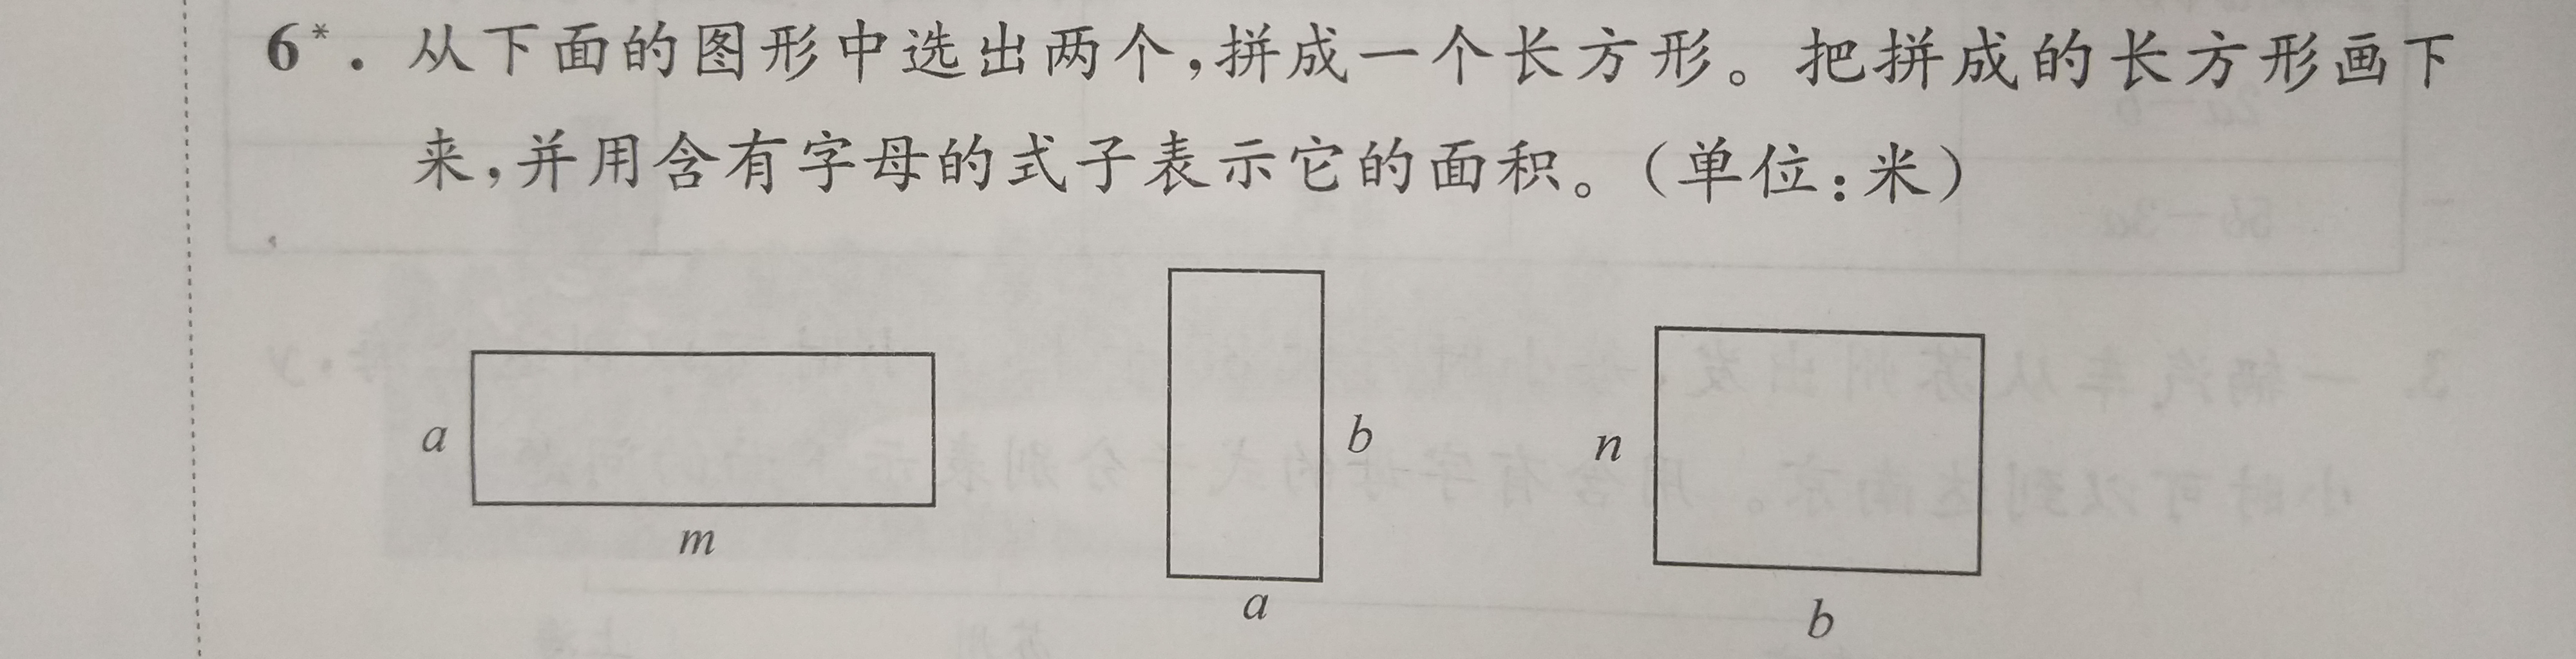 6*. 从下面的图形中选出两个,拼成一个长方形。把拼成的长方形画下
来,并用含有字母的式子表示它的面积。(单位:米)
a
m
b
a
n
b